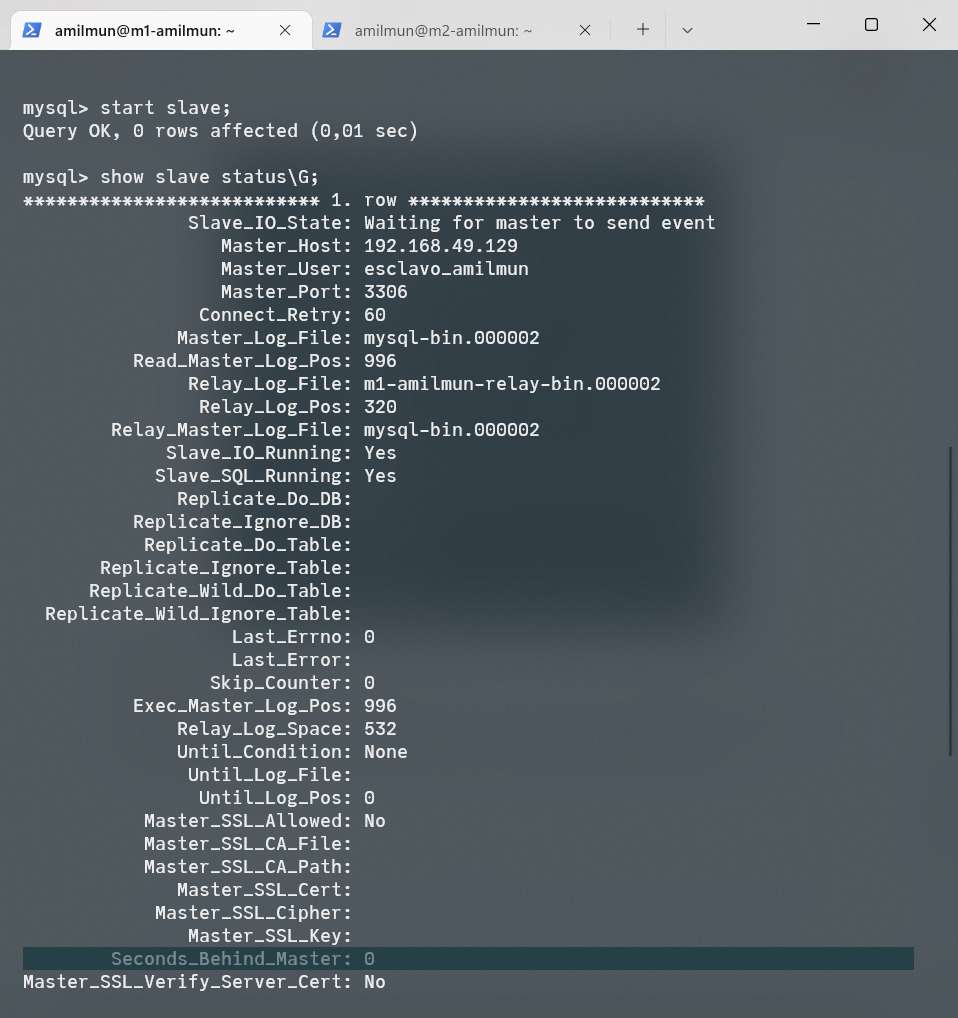 amilmun@m1-amilmun: ~
amilmun@m2-amilmun: ~
mysql> start slave;
Query OK, 0 rows affected (0,01 sec)
mysql> show slave status\G;
*************************** 1. row ***************************
Slave_IO_State: Waiting for master to send event
Master_Host: 192.168.49.129
Master_User: esclavo_amilmun
Master_Port: 3306
Connect_Retry: 60
Master_Log_File: mysql-bin.000002
Read_Master_Log_Pos: 996
Relay_Log_File: m1-amilmun-relay-bin.000002
Relay_Log_Pos: 320
Relay_Master_Log_File: mysql-bin.000002
Slave_IO_Running: Yes
Slave_SQL_Running: Yes
Replicate_Do_DB:
Replicate_Ignore_DB:
Replicate_Do_Table:
Replicate_Ignore_Table:
Replicate_Wild_Do_Table:
Replicate_Wild_Ignore_Table:
Last_Errno: 0
Last_Error:
Skip_Counter: 0
Exec_Master_Log_Pos: 996
Relay_Log_Space: 532
Until_Condition: None
Until_Log_File:
Until_Log_Pos: 0
Master_SSL_Allowed: No
Master_SSL_CA_File:
Master_SSL_CA_Path:
Master_SSL_Cert:
Master_SSL_Cipher:
Master_SSL_Key:
Seconds_Behind_Master: 0
Master_SSL_Verify_Server_Cert: No